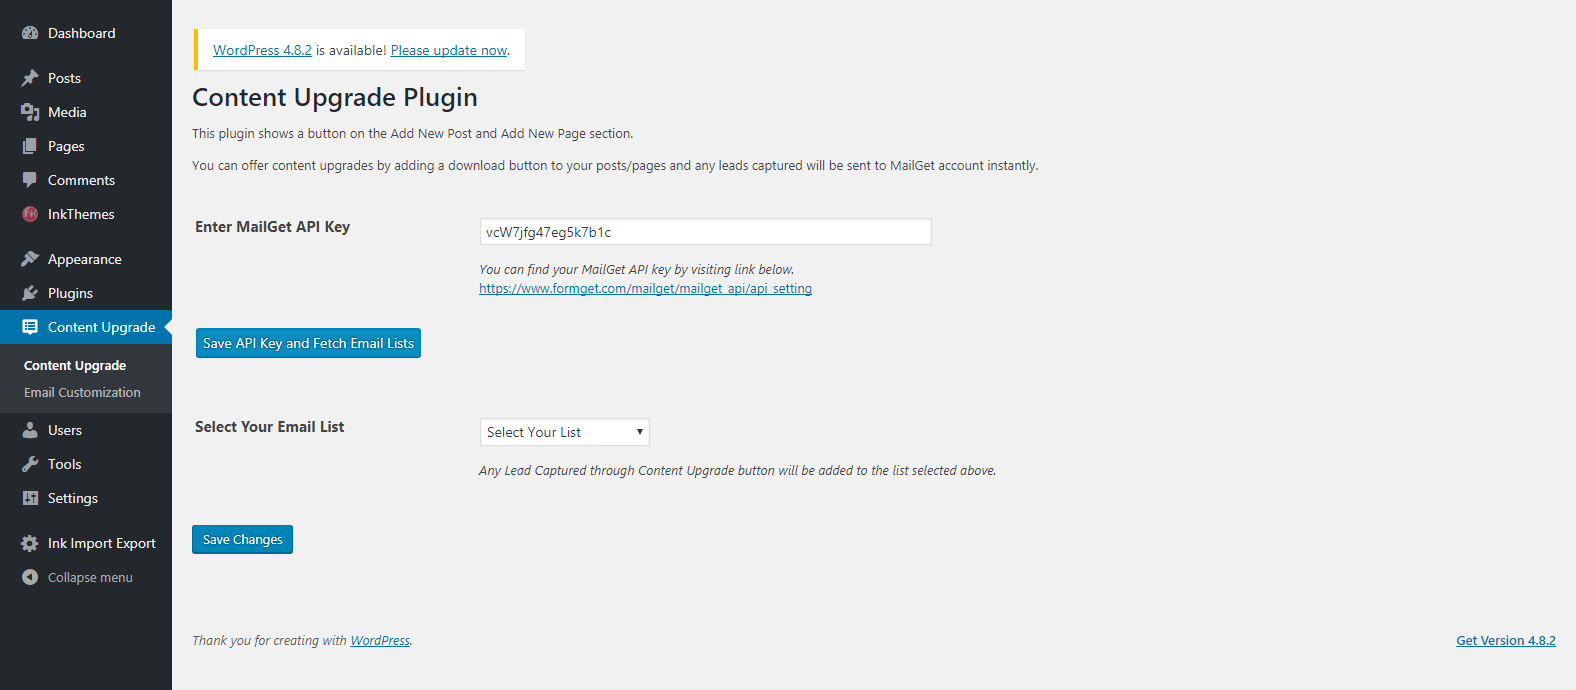 Dashboard
Posts
Media
Pages
Comments
InkThemes
Appearance
Plugins
Content Upgrade
Content Upgrade
Email Customization
Users
Tools
Settings
Ink Import Export
Collapse menu
WordPress 4.8.2 is available! Please update now.
Content Upgrade Plugin
This plugin shows a button on the Add New Post and Add New Page section.
You can offer content upgrades by adding a download button to your posts/pages and any leads captured will be sent to MailGet account instantly.
Enter MailGet API Key
vcW7jfg47eg5k7b1c
You can find your MailGet API key by visiting link below.
https://www.formget.com/mailget/mailget_api/api_setting
Save API Key and Fetch Email Lists
Select Your Email List
Select Your List
Any Lead Captured through Content Upgrade button will be added to the list selected above.
Save Changes
Thank you for creating with WordPress.
Get Version 4.8.2